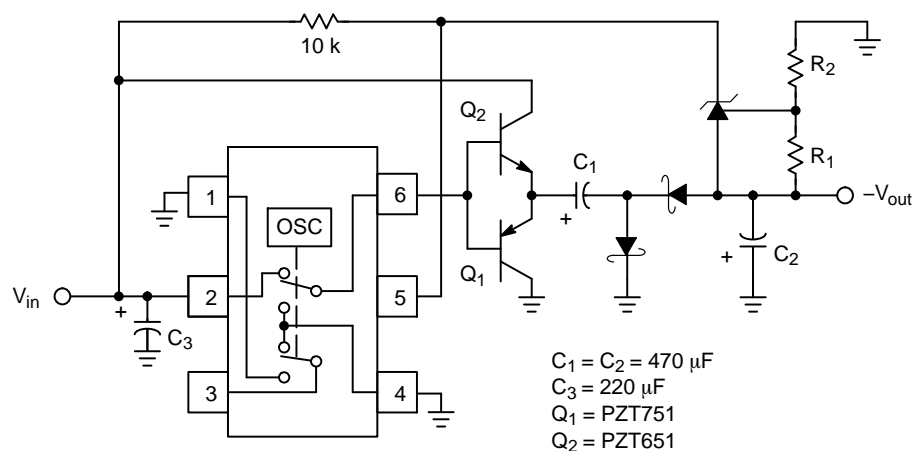 10 k
R2
Q2
C1
R1
1
6
OSC
−Vout
+
C2
+
Q1
Vin
2
5
+
C3
3
4
C1 = C2 = 470 μF
C3 = 220 μF
Q1 = PZT751
Q2 = PZT651